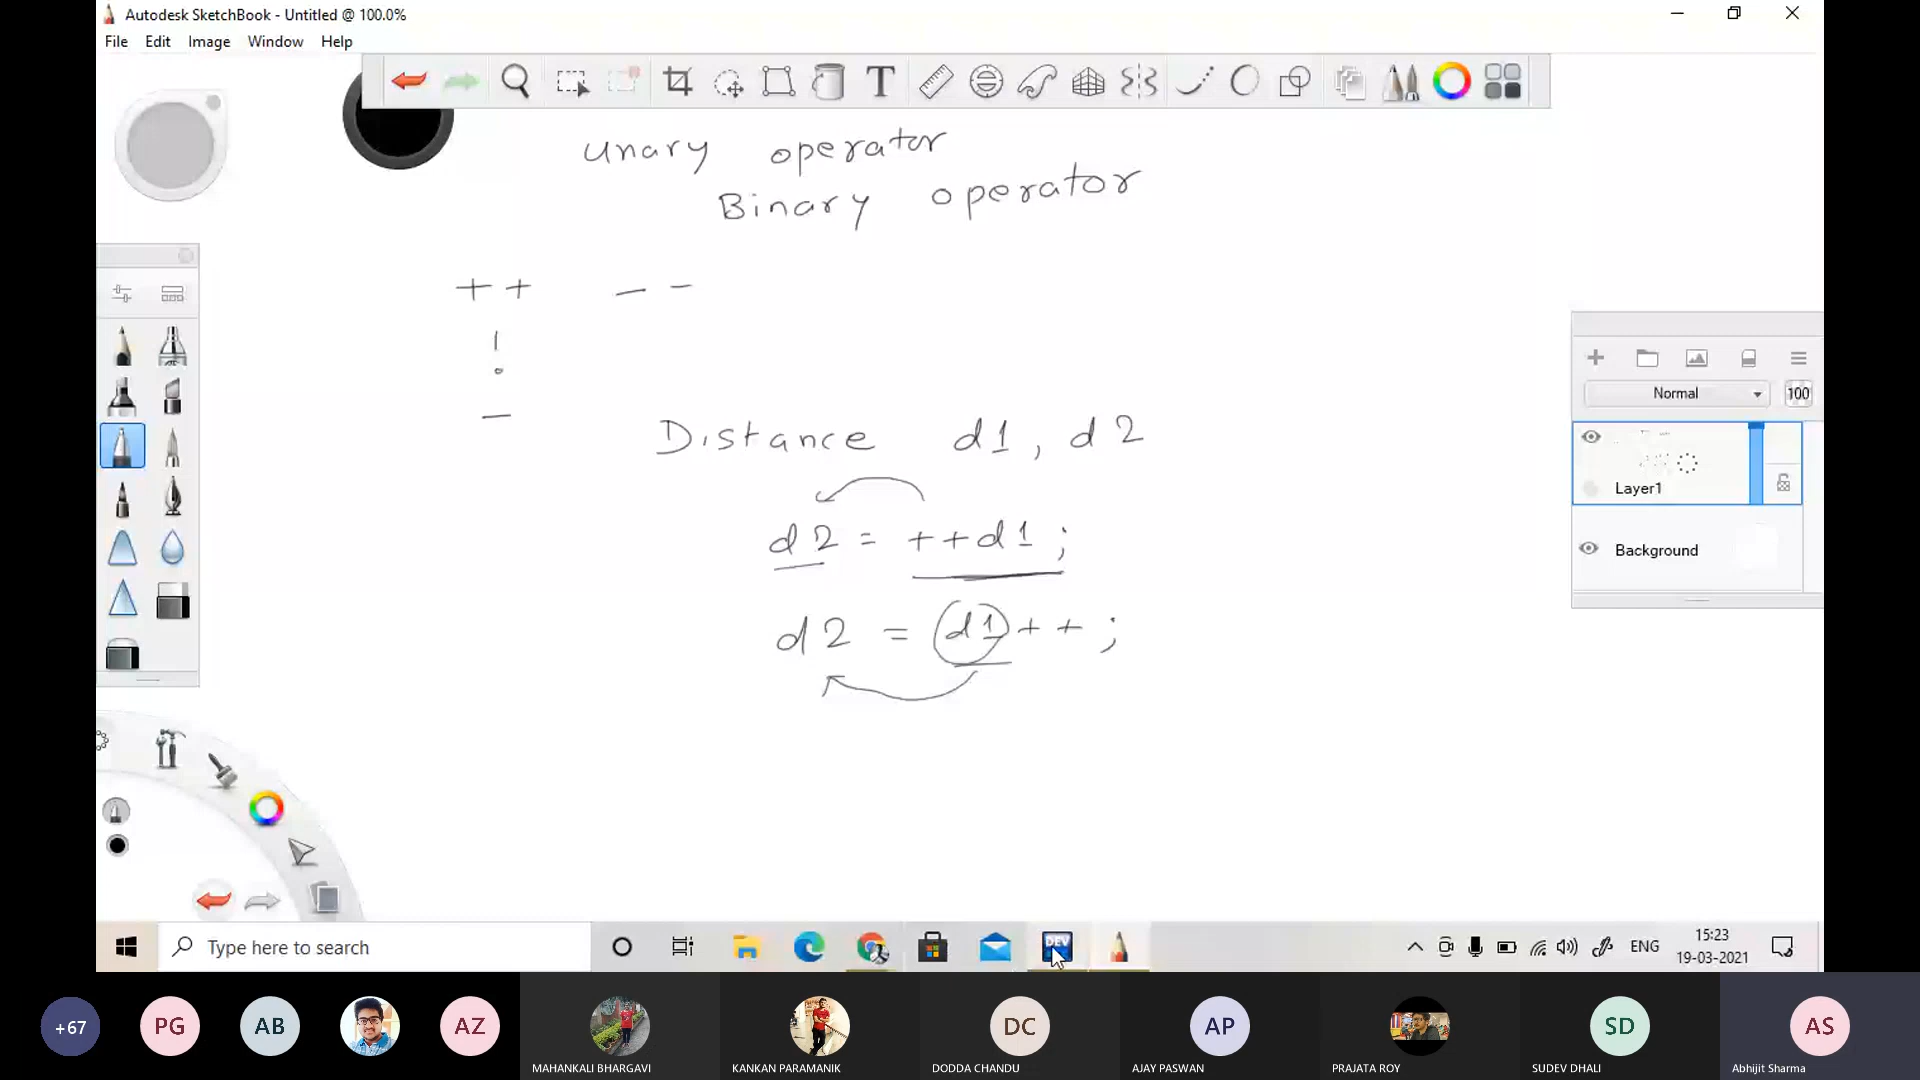 Autodesk SketchBook - Untitled @ 100.0%
File Edit Image Window Help
T
unary operator
Binary operator
++ --
!
-
Distance d1, d2
d2 = ++d1;
d2 = d1++;
Normal 100
Layer1
Background
Type here to search
DEV
ENG
15:23
19-03-2021
+67
PG
AB
AZ
MAHANKALI BHARGAVI
KANKAN PARAMANIK
DC
DODDA CHANDU
AP
AJAY PASWAN
PRAJATA ROY
SD
SUDEV DHALI
AS
Abhijit Sharma